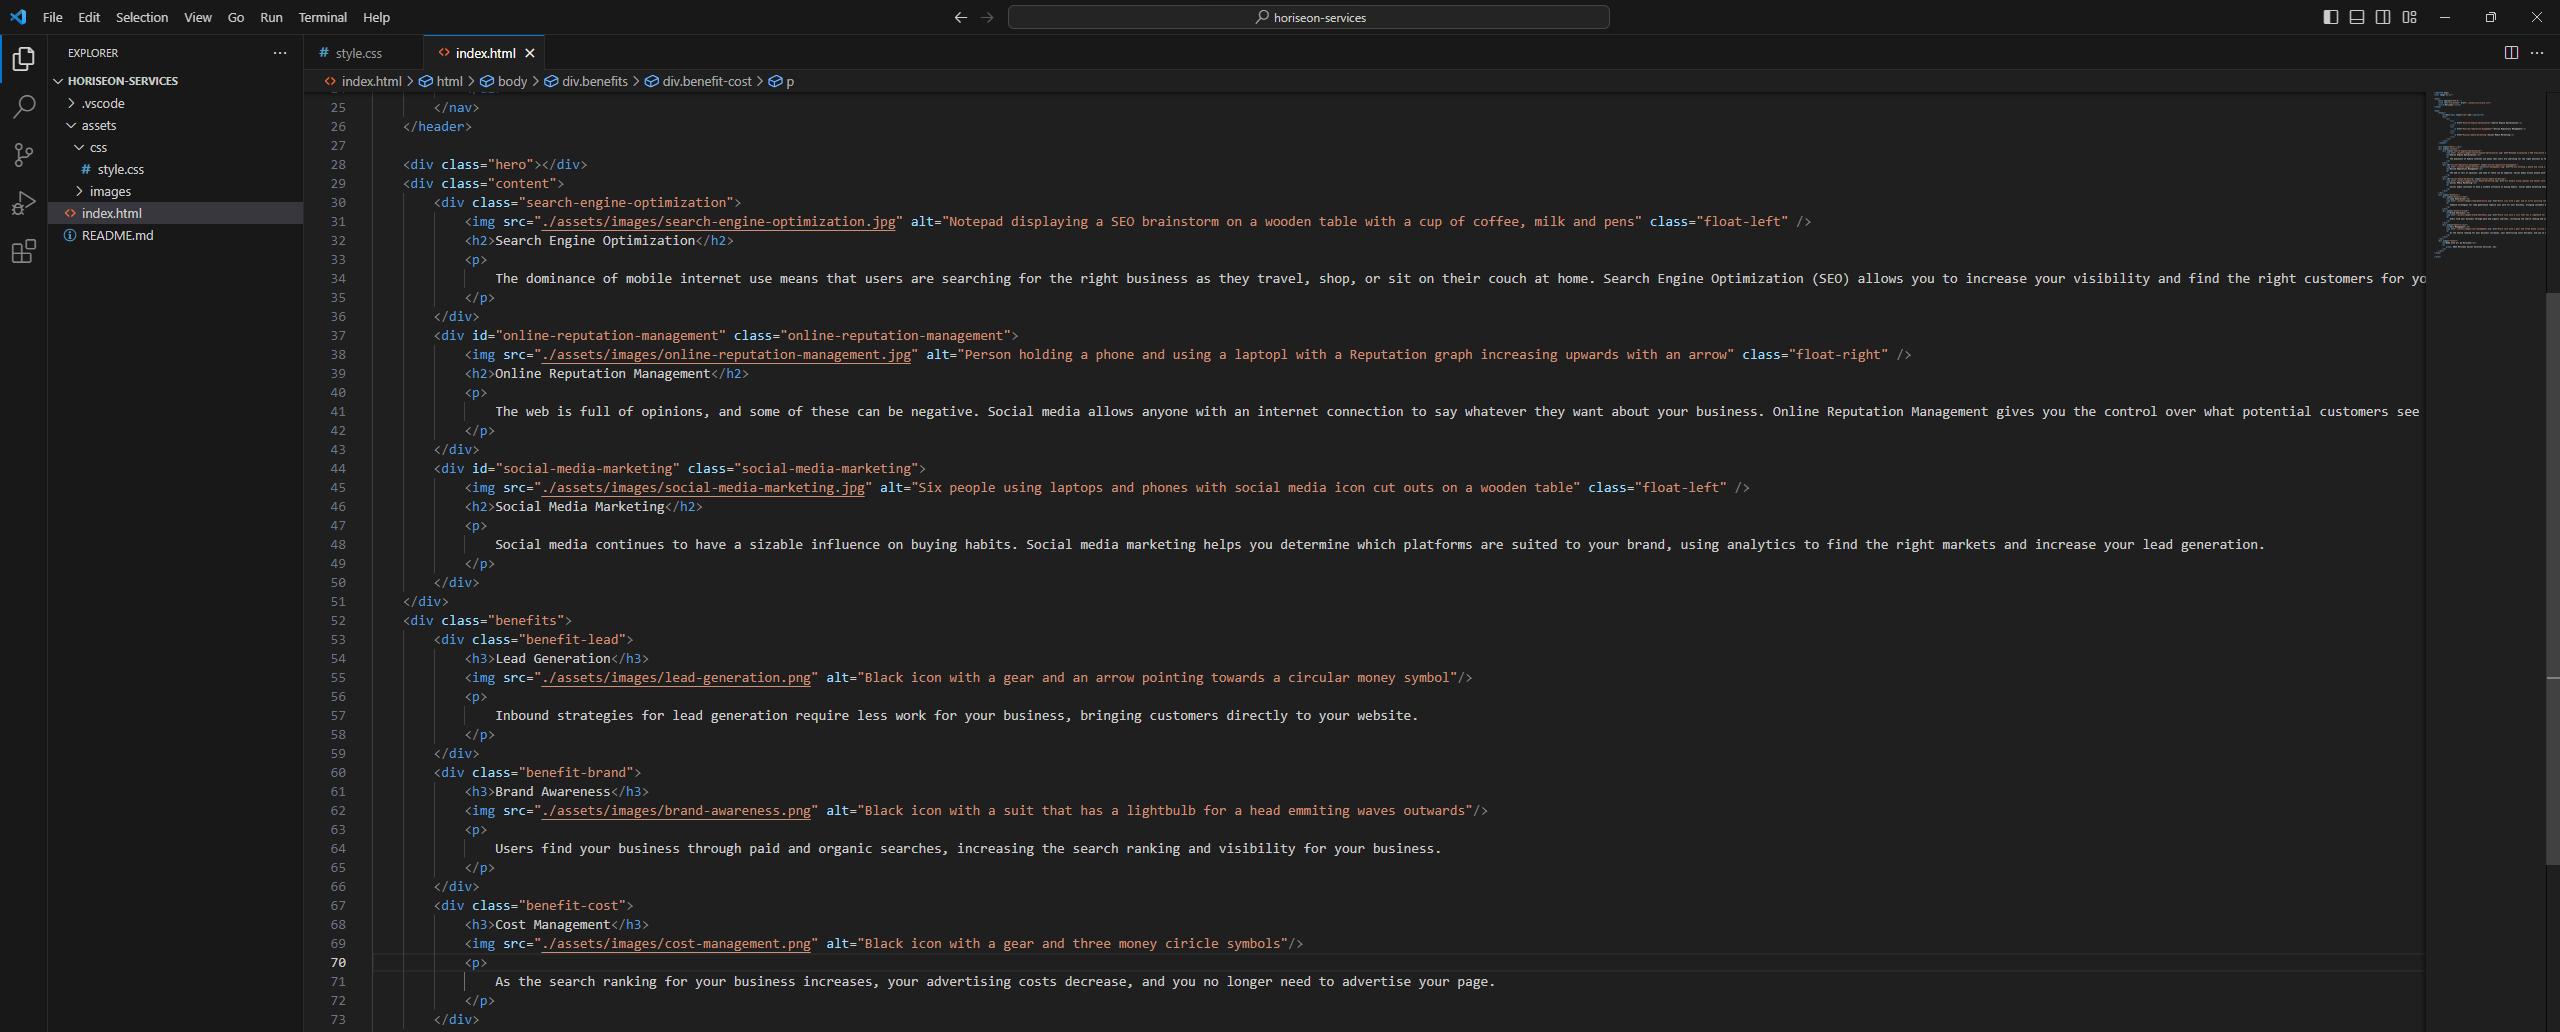 File Edit Selection View Go Run Terminal Help
horiseon-services
EXPLORER
HORISEON-SERVICES
.vscode
assets
css
# style.css
images
<> index.html
README.md
# style.css
<> index.html
<> index.html > html > body > div.benefits > div.benefit-cost > p
25 </nav>
26 </header>
27
28 <div class="hero"></div>
29 <div class="content">
30 <div class="search-engine-optimization">
31 <img src="./assets/images/search-engine-optimization.jpg" alt="Notepad displaying a SEO brainstorm on a wooden table with a cup of coffee, milk and pens" class="float-left" />
32 <h2>Search Engine Optimization</h2>
33 <p>
34 The dominance of mobile internet use means that users are searching for the right business as they travel, shop, or sit on their couch at home. Search Engine Optimization (SEO) allows you to increase your visibility and find the right customers for yo
35 </p>
36 </div>
37 <div id="online-reputation-management" class="online-reputation-management">
38 <img src="./assets/images/online-reputation-management.jpg" alt="Person holding a phone and using a laptopl with a Reputation graph increasing upwards with an arrow" class="float-right" />
39 <h2>Online Reputation Management</h2>
40 <p>
41 The web is full of opinions, and some of these can be negative. Social media allows anyone with an internet connection to say whatever they want about your business. Online Reputation Management gives you the control over what potential customers see
42 </p>
43 </div>
44 <div id="social-media-marketing" class="social-media-marketing">
45 <img src="./assets/images/social-media-marketing.jpg" alt="Six people using laptops and phones with social media icon cut outs on a wooden table" class="float-left" />
46 <h2>Social Media Marketing</h2>
47 <p>
48 Social media continues to have a sizable influence on buying habits. Social media marketing helps you determine which platforms are suited to your brand, using analytics to find the right markets and increase your lead generation.
49 </p>
50 </div>
51 </div>
52 <div class="benefits">
53 <div class="benefit-lead">
54 <h3>Lead Generation</h3>
55 <img src="./assets/images/lead-generation.png" alt="Black icon with a gear and an arrow pointing towards a circular money symbol"/>
56 <p>
57 Inbound strategies for lead generation require less work for your business, bringing customers directly to your website.
58 </p>
59 </div>
60 <div class="benefit-brand">
61 <h3>Brand Awareness</h3>
62 <img src="./assets/images/brand-awareness.png" alt="Black icon with a suit that has a lightbulb for a head emmiting waves outwards"/>
63 <p>
64 Users find your business through paid and organic searches, increasing the search ranking and visibility for your business.
65 </p>
66 </div>
67 <div class="benefit-cost">
68 <h3>Cost Management</h3>
69 <img src="./assets/images/cost-management.png" alt="Black icon with a gear and three money ciricle symbols"/>
70 <p>
71 As the search ranking for your business increases, your advertising costs decrease, and you no longer need to advertise your page.
72 </p>
73 </div>